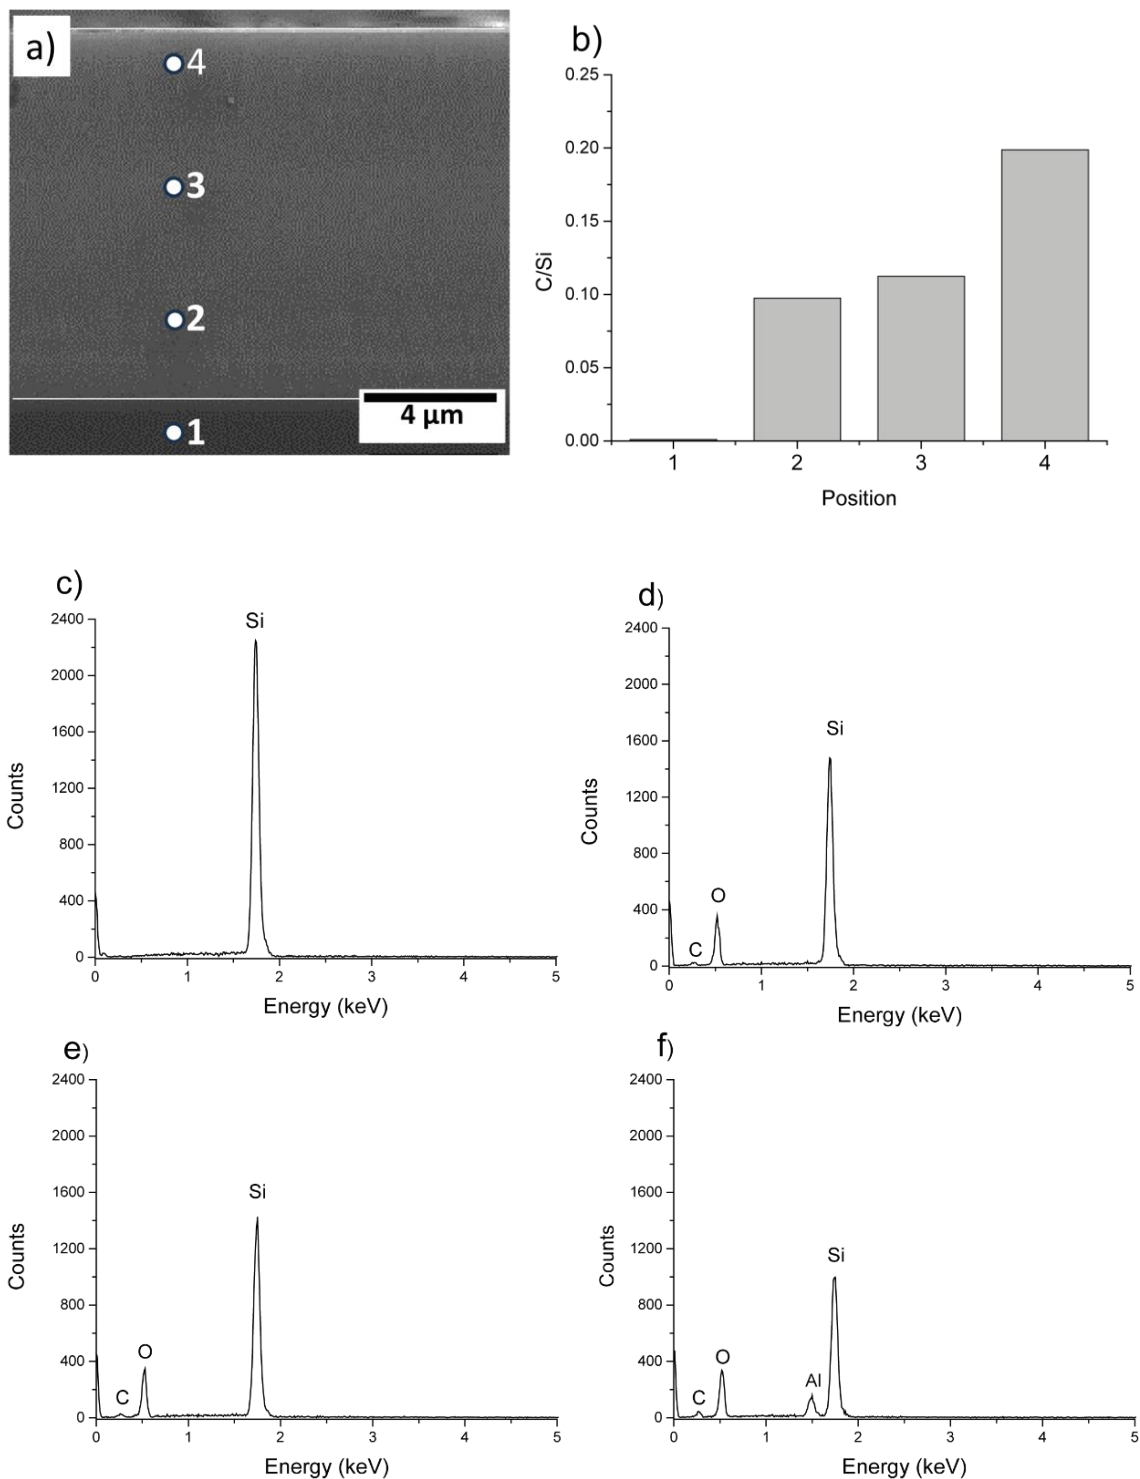 a)
4
3
2
1
4 µm
b)
0.25
0.20
0.15
0.10
0.05
0.00
C/Si
1 2 3 4
Position
c)
2400
2000
1600
1200
800
400
0
Counts
Si
0 1 2 3 4 5
Energy (keV)
d)
2400
2000
1600
1200
800
400
0
Counts
C
O
Si
0 1 2 3 4 5
Energy (keV)
e)
2400
2000
1600
1200
800
400
0
Counts
C
O
Si
0 1 2 3 4 5
Energy (keV)
f)
2400
2000
1600
1200
800
400
0
Counts
C
O
Al
Si
0 1 2 3 4 5
Energy (keV)